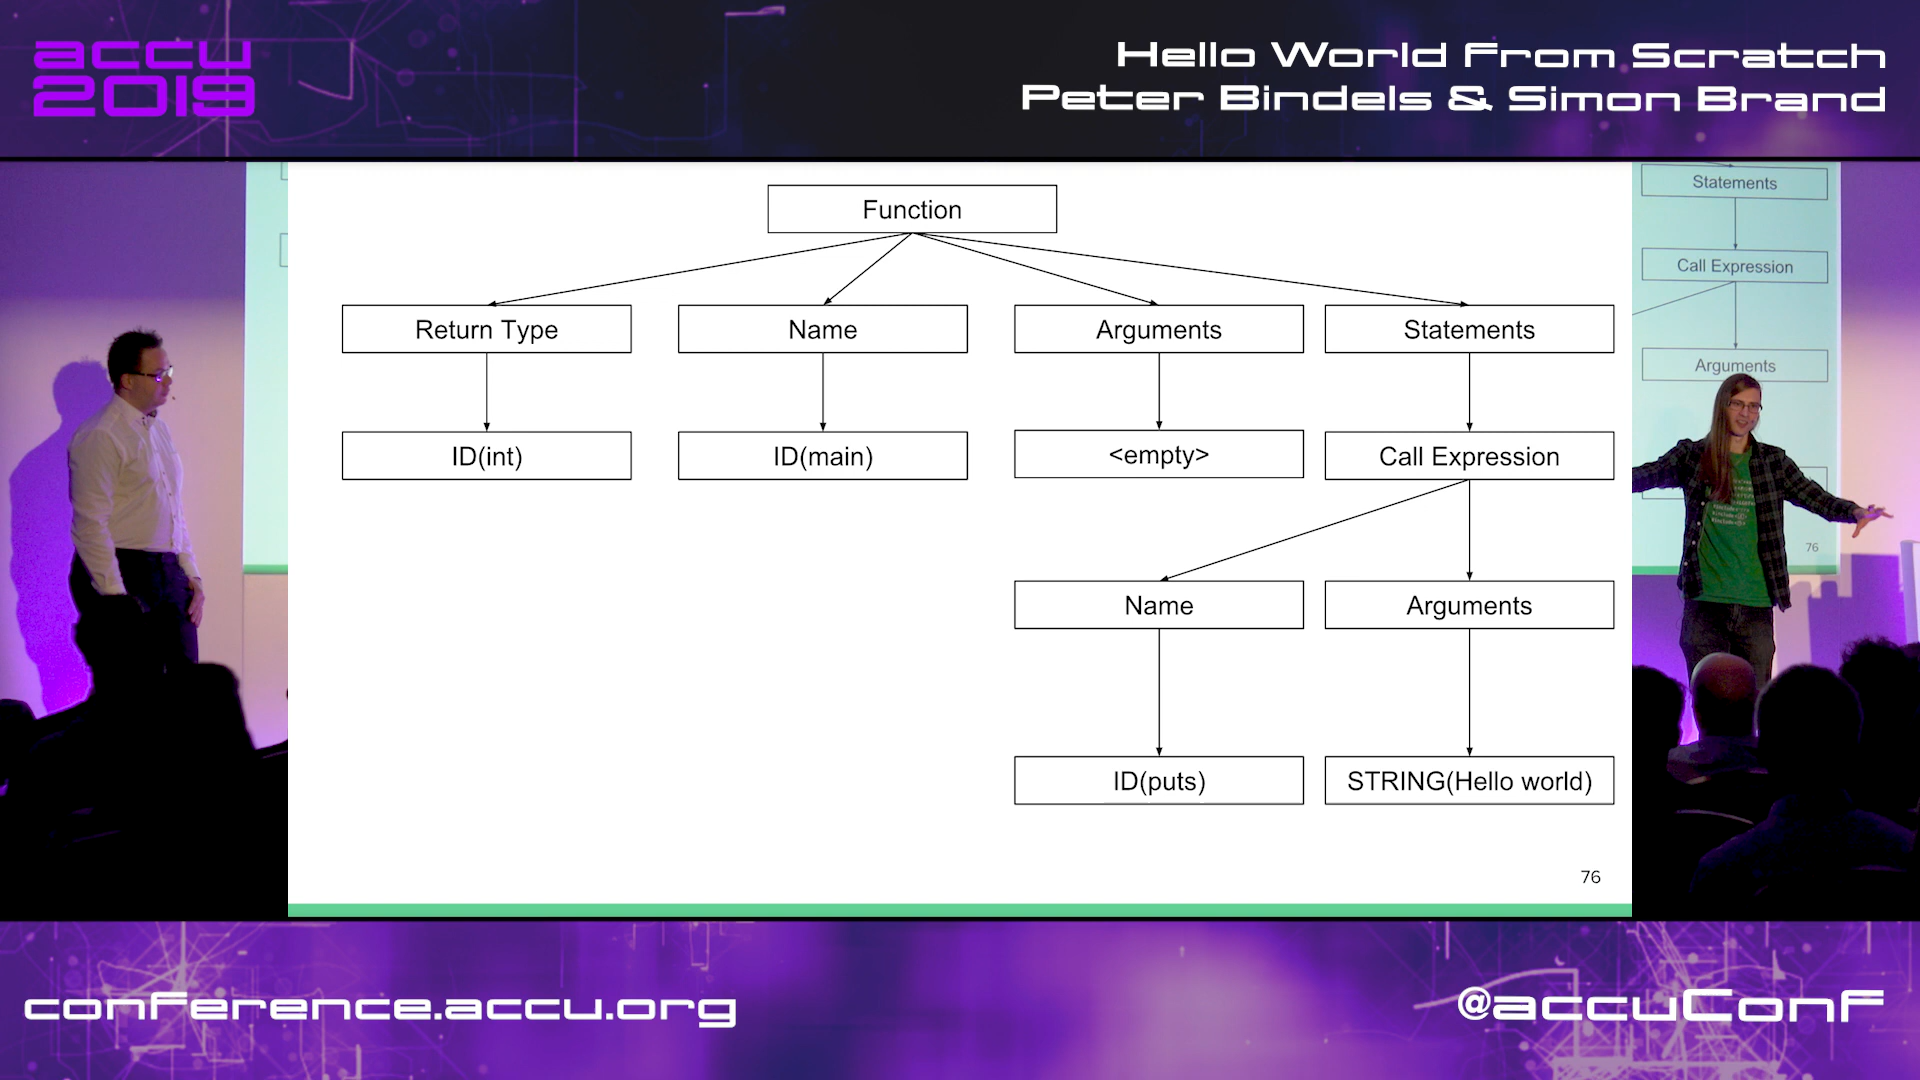 accu
2019
Hello World From Scratch
Peter Bindels & Simon Brand
Function
Return Type
Name
Arguments
Statements
ID(int)
ID(main)
<empty>
Call Expression
Name
Arguments
ID(puts)
STRING(Hello world)
76
Statements
Call Expression
Arguments
76
conference.accu.org
@accuConf